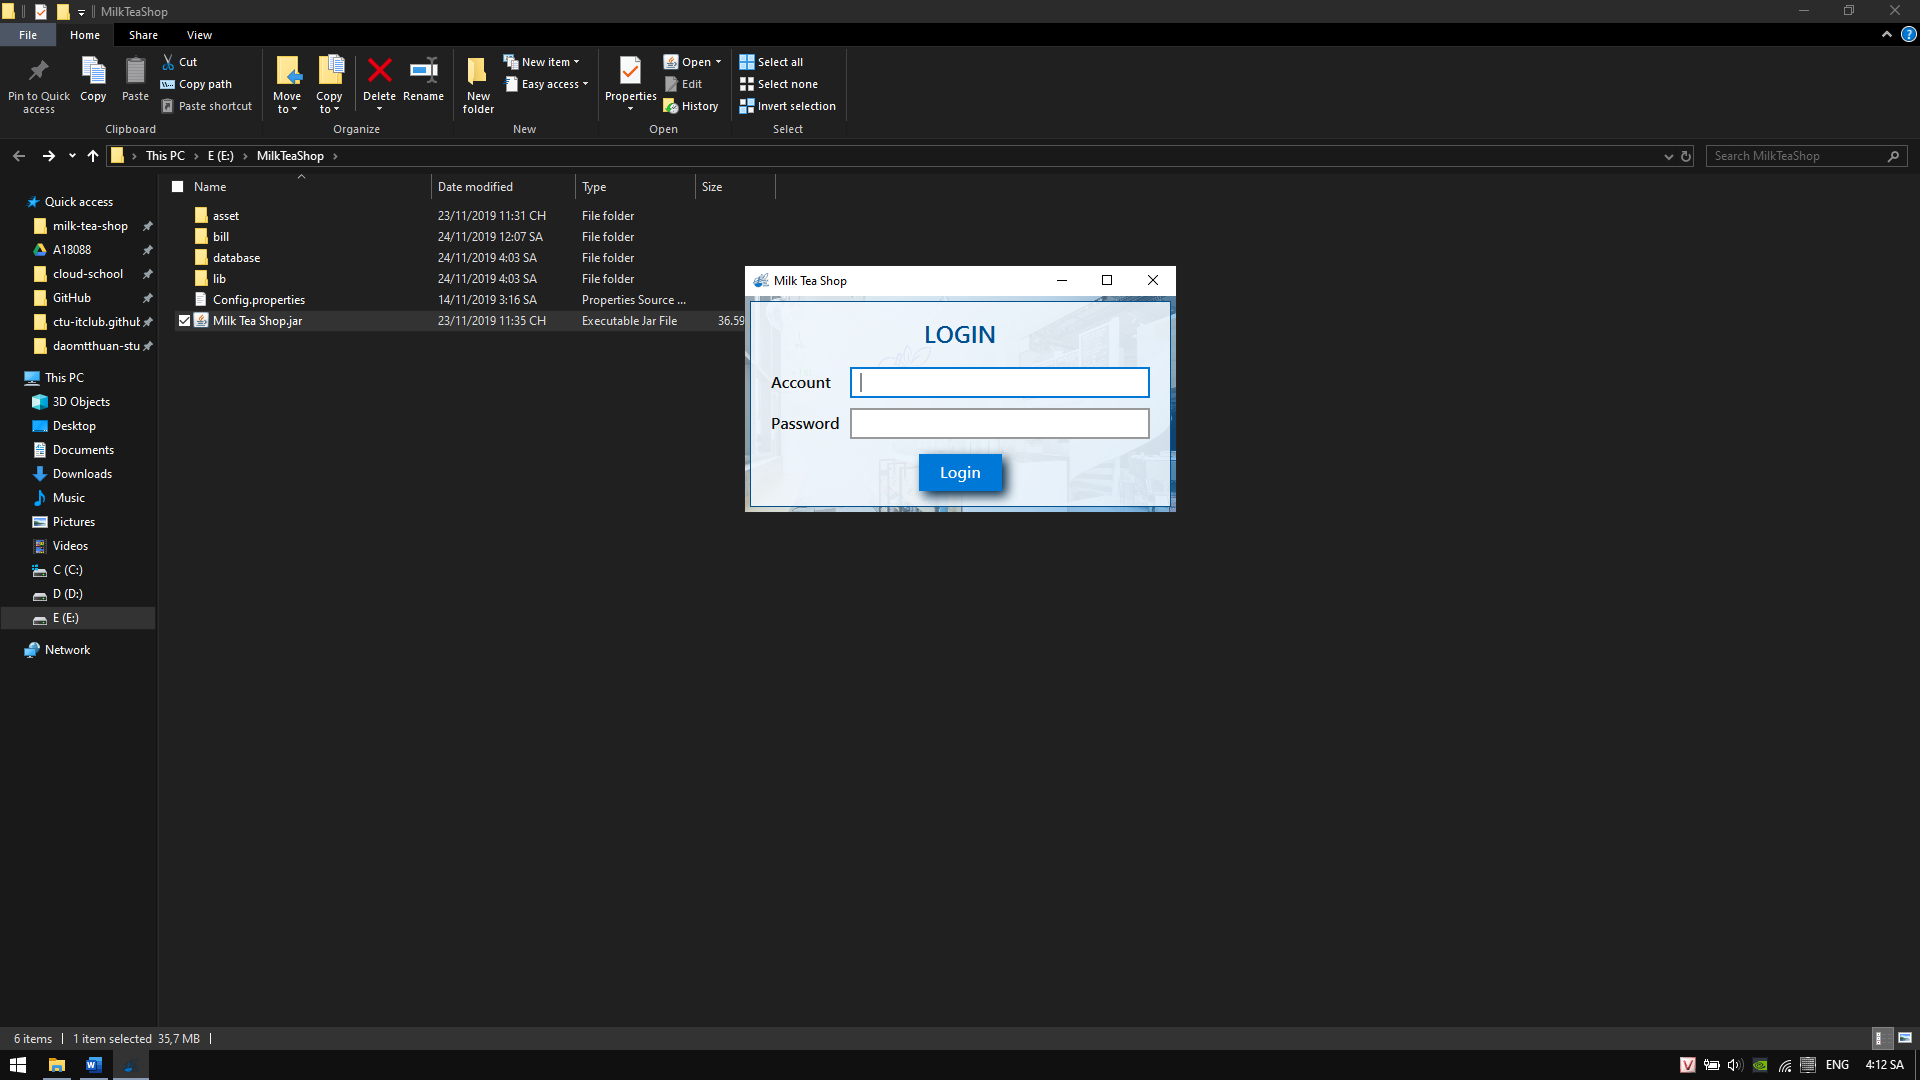 MilkTeaShop
File Home Share View
Pin to Quick access
Copy
Paste
Cut
Copy path
Paste shortcut
Clipboard
Move to
Copy to
Delete
Rename
Organize
New folder
New item
Easy access
New
Properties
Open
Edit
History
Open
Select all
Select none
Invert selection
Select
This PC E (E:) MilkTeaShop
Search MilkTeaShop
Name Date modified Type Size
asset 23/11/2019 11:31 CH File folder
bill 24/11/2019 12:07 SA File folder
database 24/11/2019 4:03 SA File folder
lib 24/11/2019 4:03 SA File folder
Config.properties 14/11/2019 3:16 SA Properties Source ...
Milk Tea Shop.jar 23/11/2019 11:35 CH Executable Jar File 36.59
Quick access
milk-tea-shop
A18088
cloud-school
GitHub
ctu-itclub.githul
daomtthuan-stu
This PC
3D Objects
Desktop
Documents
Downloads
Music
Pictures
Videos
C (C:)
D (D:)
E (E:)
Network
Milk Tea Shop
LOGIN
Account
Password
Login
6 items 1 item selected 35,7 MB
ENG 4:12 SA